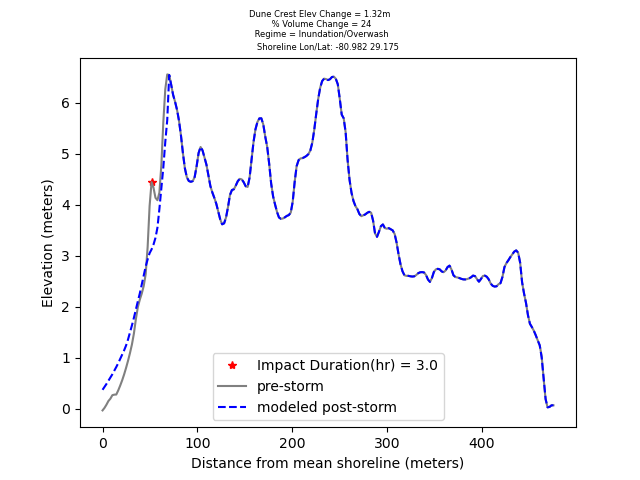 Dune Crest Elev Change = 1.32m
% Volume Change = 24
Regime = Inundation/Overwash
Shoreline Lon/Lat: -80.982 29.175
6
5
4
3
2
1
0
Elevation (meters)
Impact Duration(hr) = 3.0
pre-storm
modeled post-storm
0 100 200 300 400
Distance from mean shoreline (meters)